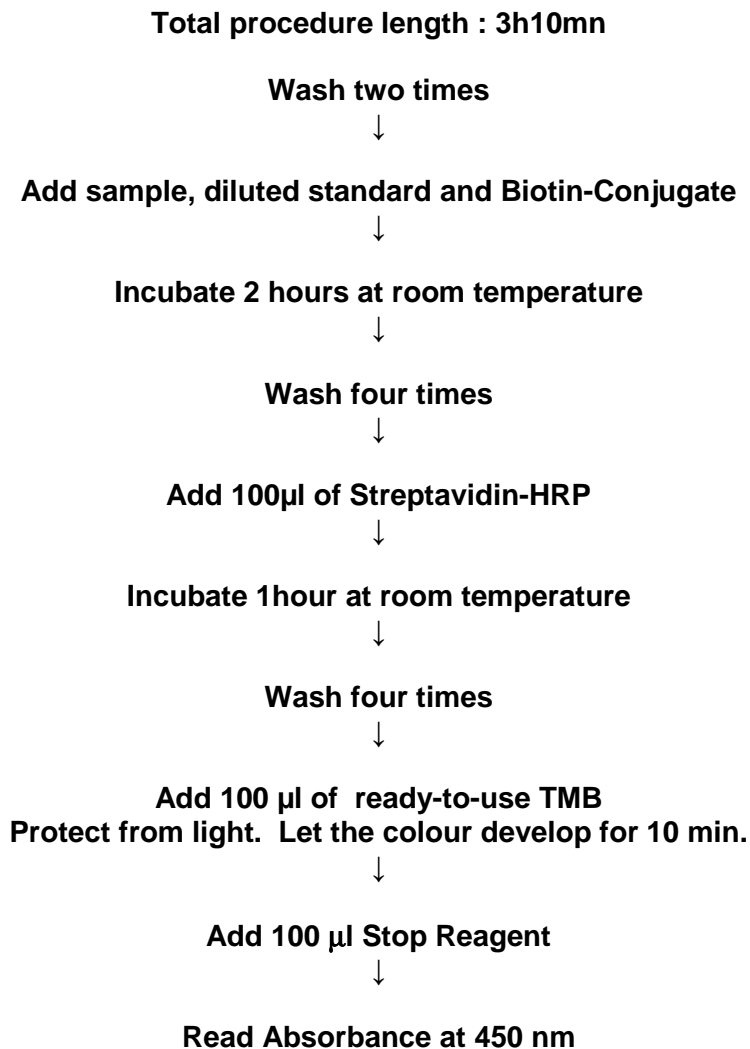 Total procedure length : 3h10mn
Wash two times
↓
Add sample, diluted standard and Biotin-Conjugate
↓
Incubate 2 hours at room temperature
↓
Wash four times
↓
Add 100µl of Streptavidin-HRP
↓
Incubate 1hour at room temperature
↓
Wash four times
↓
Add 100 µl of  ready-to-use TMB
Protect from light.  Let the colour develop for 10 min.
↓
Add 100 µl Stop Reagent
↓
Read Absorbance at 450 nm